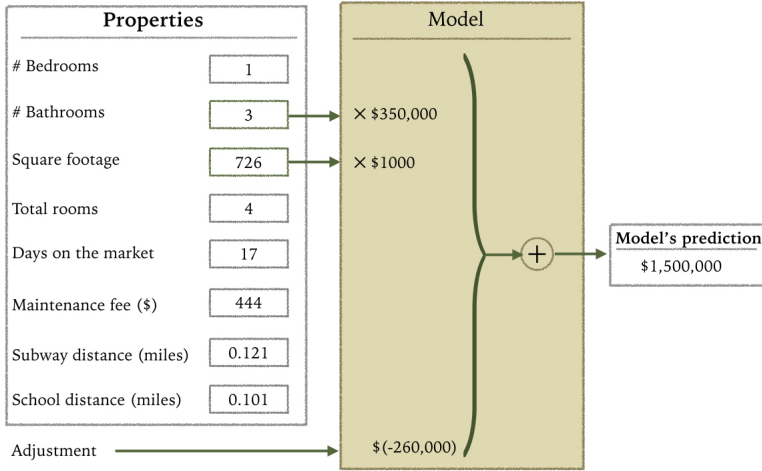 Properties
Model
# Bedrooms 1
# Bathrooms 3 × $350,000
Square footage 726 × $1000
Total rooms 4
Days on the market 17
+
Model's prediction
$1,500,000
Maintenance fee ($) 444
Subway distance (miles) 0.121
School distance (miles) 0.101
Adjustment $(-260,000)